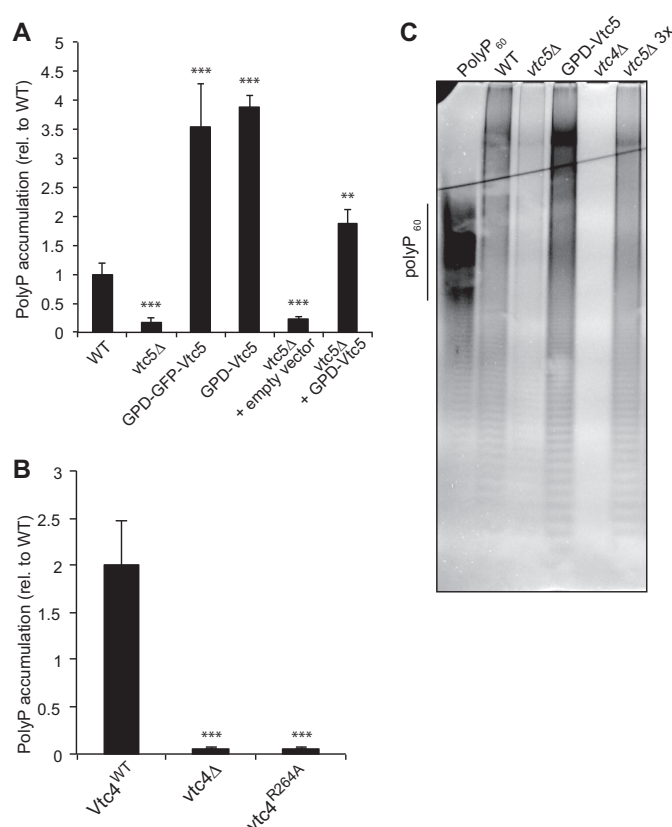 A
PolyP accumulation (rel. to WT)
5
4.5
4
3.5
3
2.5
2
1.5
1
0.5
0
***
***
***
***
**
WT
vtc5Δ
GPD-GFP-Vtc5
GPD-Vtc5
vtc5Δ
+ empty vector
vtc5Δ
+ GPD-Vtc5
B
PolyP accumulation (rel. to WT)
3
2.5
2
1.5
1
0.5
0
***
***
Vtc4WT
vtc4Δ
vtc4R264A
C
PolyP60
WT
vtc5Δ
GPD-Vtc5
vtc4Δ
vtc5Δ 3x
polyP60